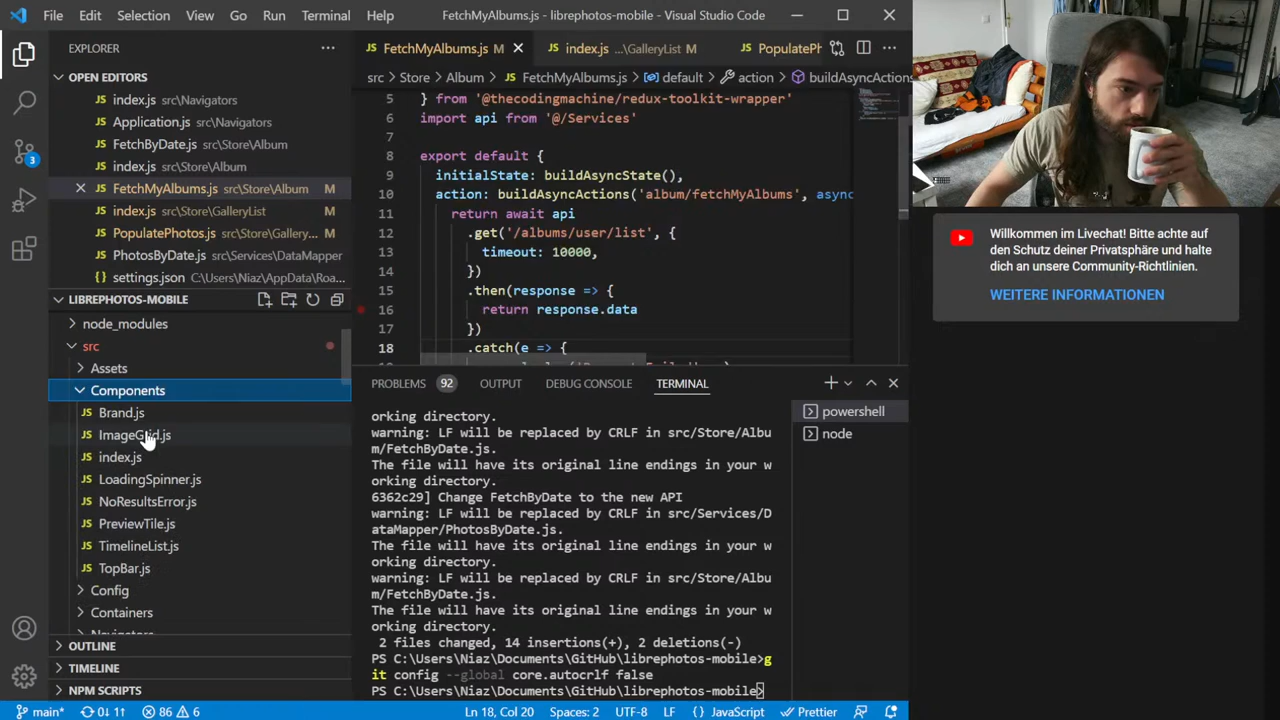 File Edit Selection View Go Run Terminal Help
FetchMyAlbums.js - librephotos-mobile - Visual Studio Code
EXPLORER
OPEN EDITORS
index.js src\Navigators
Application.js src\Navigators
FetchByDate.js src\Store\Album
index.js src\Store\Album
FetchMyAlbums.js src\Store\Album M
index.js src\Store\GalleryList M
PopulatePhotos.js src\Store\Gallery... M
PhotosByDate.js src\Services\DataMapper
{} settings.json C:\Users\Niaz\AppData\Roa...
LIBREPHOTOS-MOBILE
node_modules
src
Assets
Components
JS Brand.js
JS ImageGrid.js
JS index.js
JS LoadingSpinner.js
JS NoResultsError.js
JS PreviewTile.js
JS TimelineList.js
JS TopBar.js
Config
Containers
OUTLINE
TIMELINE
NPM SCRIPTS
JS FetchMyAlbums.js M
JS index.js ...\GalleryList M
JS PopulatePh
src > Store > Album > JS FetchMyAlbums.js > default > action > buildAsyncActions
5 } from '@thecodingmachine/redux-toolkit-wrapper'
6 import api from '@/Services'
7
8 export default {
9 initialState: buildAsyncState(),
10 action: buildAsyncActions('album/fetchMyAlbums', async
11 return await api
12 .get('/albums/user/list', {
13 timeout: 10000,
14 })
15 .then(response => {
16 return response.data
17 })
18 .catch(e => {
PROBLEMS 92 OUTPUT DEBUG CONSOLE TERMINAL
powershell
node
orking directory.
warning: LF will be replaced by CRLF in src/Store/Albu
m/FetchByDate.js.
The file will have its original line endings in your w
orking directory.
6362c29] Change FetchByDate to the new API
warning: LF will be replaced by CRLF in src/Services/D
ataMapper/PhotosByDate.js.
The file will have its original line endings in your w
orking directory.
warning: LF will be replaced by CRLF in src/Store/Albu
m/FetchByDate.js.
The file will have its original line endings in your w
orking directory.
2 files changed, 14 insertions(+), 2 deletions(-)
PS C:\Users\Niaz\Documents\GitHub\librephotos-mobile>g
it config --global core.autocrlf false
PS C:\Users\Niaz\Documents\GitHub\librephotos-mobile>
main* 0↓ 1↑ 86 6
Ln 18, Col 20 Spaces: 2 UTF-8 LF {} JavaScript Prettier
3
Willkommen im Livechat! Bitte achte auf
den Schutz deiner Privatsphäre und halte
dich an unsere Community-Richtlinien.
WEITERE INFORMATIONEN